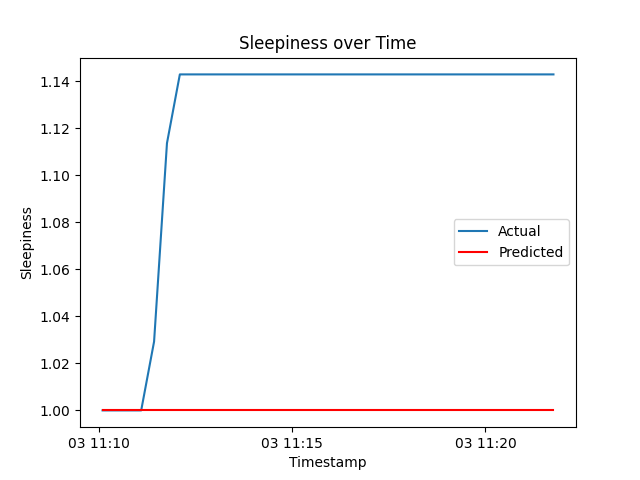 Sleepiness over Time
Sleepiness
1.14
1.12
1.10
1.08
1.06
1.04
1.02
1.00
Actual
Predicted
03 11:10
03 11:15
03 11:20
Timestamp